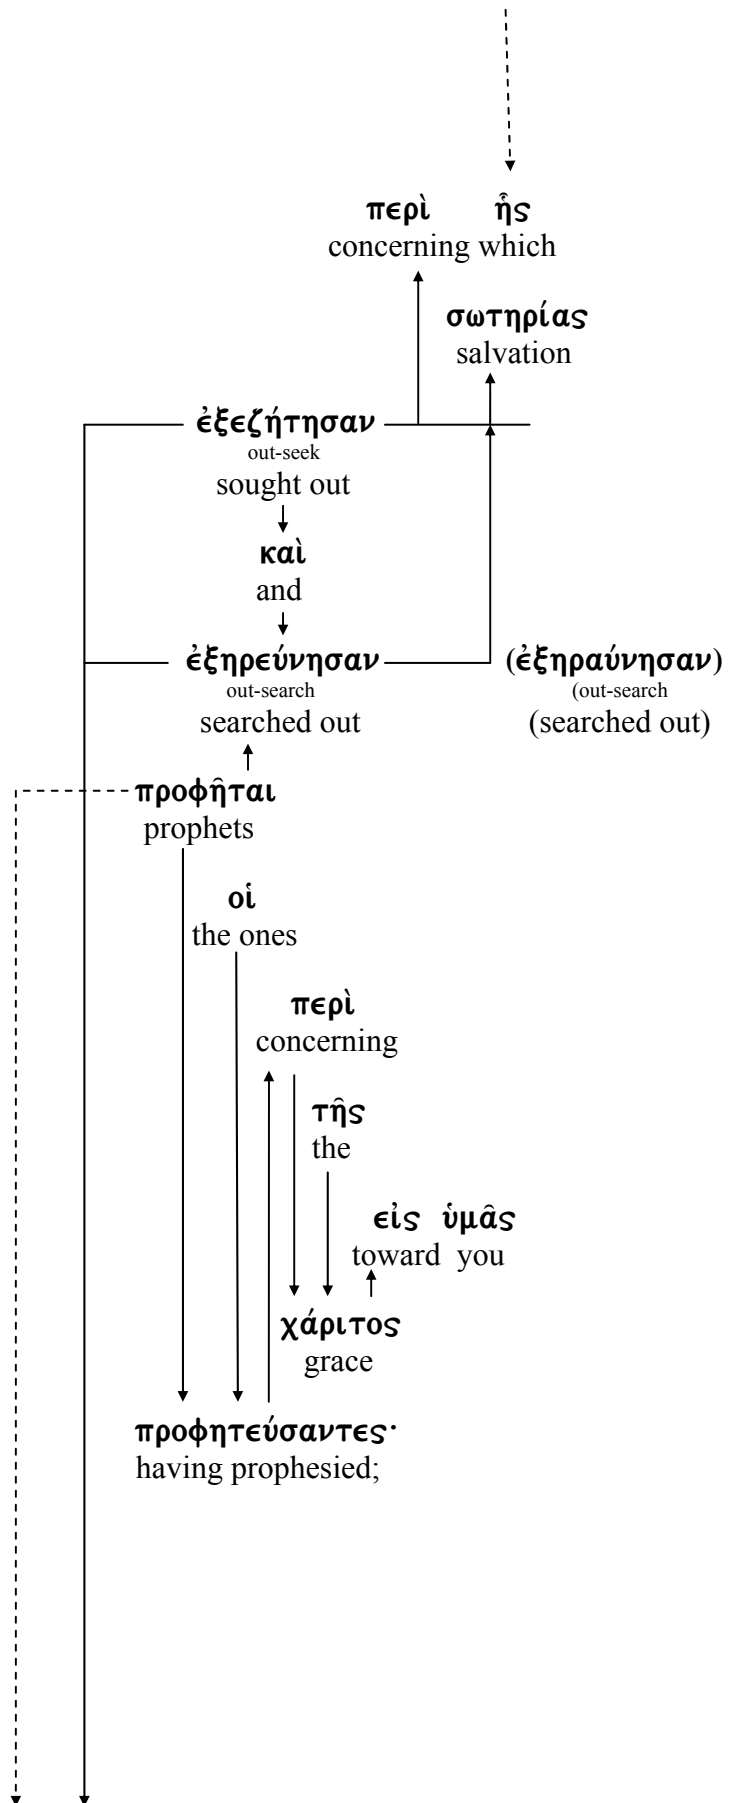 περὶ ἧς
concerning which
σωτηρίας
salvation
ἐξεζήτησαν
out-seek
sought out
καὶ
and
ἐξηρεύνησαν (ἐξηραύνησαν)
out-search (out-search
searched out (searched out)
προφῆται
prophets
οἱ
the ones
περὶ
concerning
τῆς
the
εἰς ὑμᾶς
toward you
χάριτος
grace
προφητεύσαντες·
having prophesied;